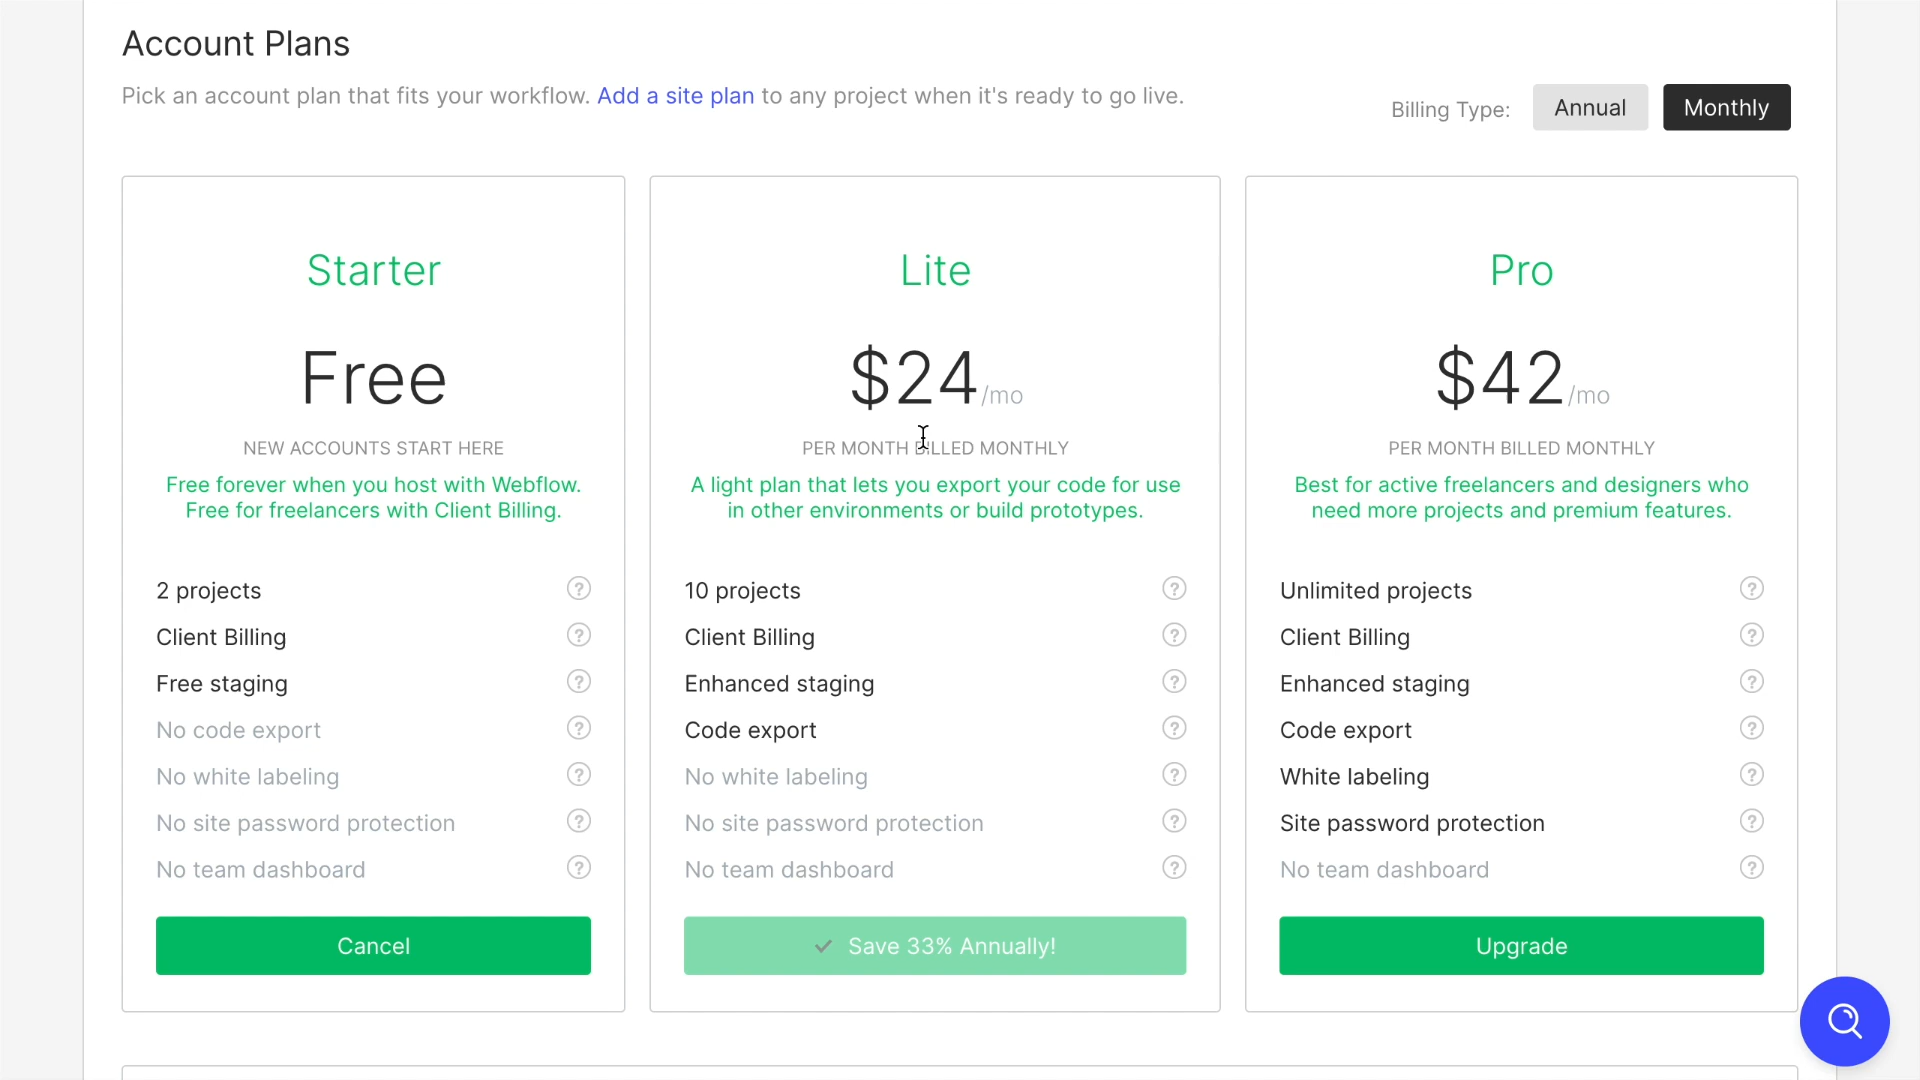 Account Plans
Pick an account plan that fits your workflow. Add a site plan to any project when it's ready to go live.
Billing Type:
Annual
Monthly
Starter
Free
NEW ACCOUNTS START HERE
Free forever when you host with Webflow.
Free for freelancers with Client Billing.
2 projects ?
Client Billing ?
Free staging ?
No code export ?
No white labeling ?
No site password protection ?
No team dashboard ?
Cancel
Lite
$24/mo
PER MONTH BILLED MONTHLY
A light plan that lets you export your code for use
in other environments or build prototypes.
10 projects ?
Client Billing ?
Enhanced staging ?
Code export ?
No white labeling ?
No site password protection ?
No team dashboard ?
Save 33% Annually!
Pro
$42/mo
PER MONTH BILLED MONTHLY
Best for active freelancers and designers who
need more projects and premium features.
Unlimited projects ?
Client Billing ?
Enhanced staging ?
Code export ?
White labeling ?
Site password protection ?
No team dashboard ?
Upgrade